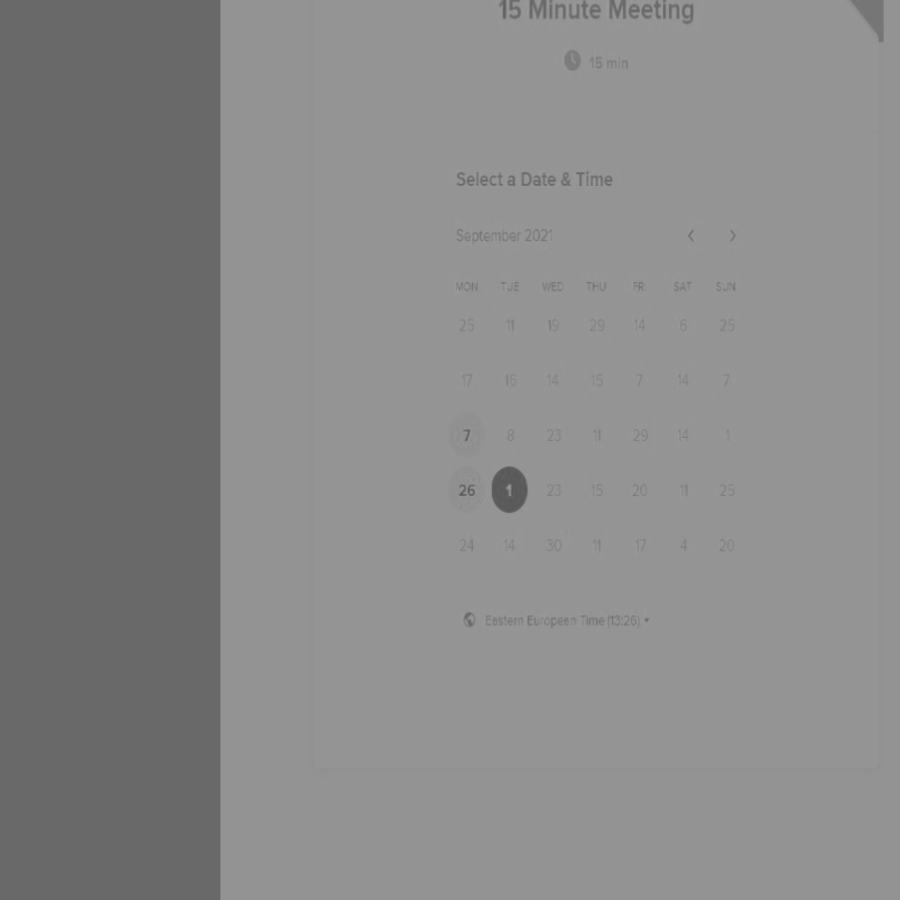 15 Minute Meeting
15 min
Select a Date & Time
September 2021
MON TUE WED THU FRI SAT SUN
25 11 19 29 14 6 25
17 15 14 15 7 14 7
7 8 23 11 29 14 1
26 1 23 15 20 11 25
24 14 30 11 17 4 20
Eastern European Time (13:26)